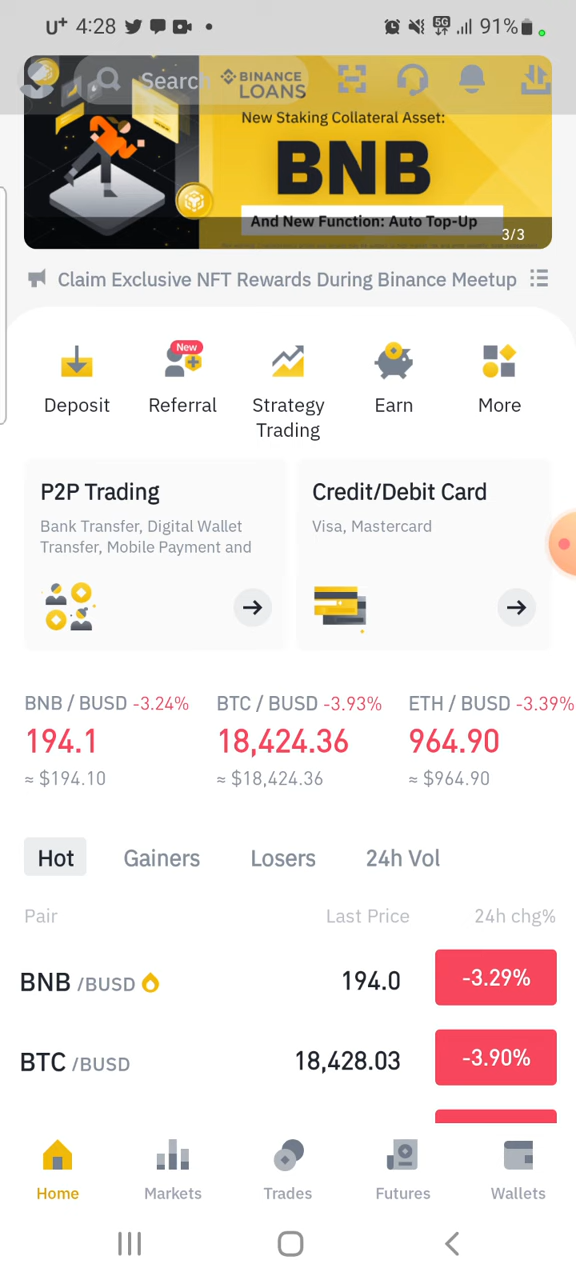 U+ 4:28
5G 91%
Search
BINANCE
LOANS
New Staking Collateral Asset:
BNB
And New Function: Auto Top-Up
3/3
Claim Exclusive NFT Rewards During Binance Meetup
New
Deposit Referral Strategy Trading Earn More
P2P Trading
Bank Transfer, Digital Wallet
Transfer, Mobile Payment and
Credit/Debit Card
Visa, Mastercard
BNB / BUSD -3.24%
194.1
≈ $194.10
BTC / BUSD -3.93%
18,424.36
≈ $18,424.36
ETH / BUSD -3.39%
964.90
≈ $964.90
Hot Gainers Losers 24h Vol
Pair Last Price 24h chg%
BNB /BUSD 194.0 -3.29%
BTC /BUSD 18,428.03 -3.90%
Home Markets Trades Futures Wallets